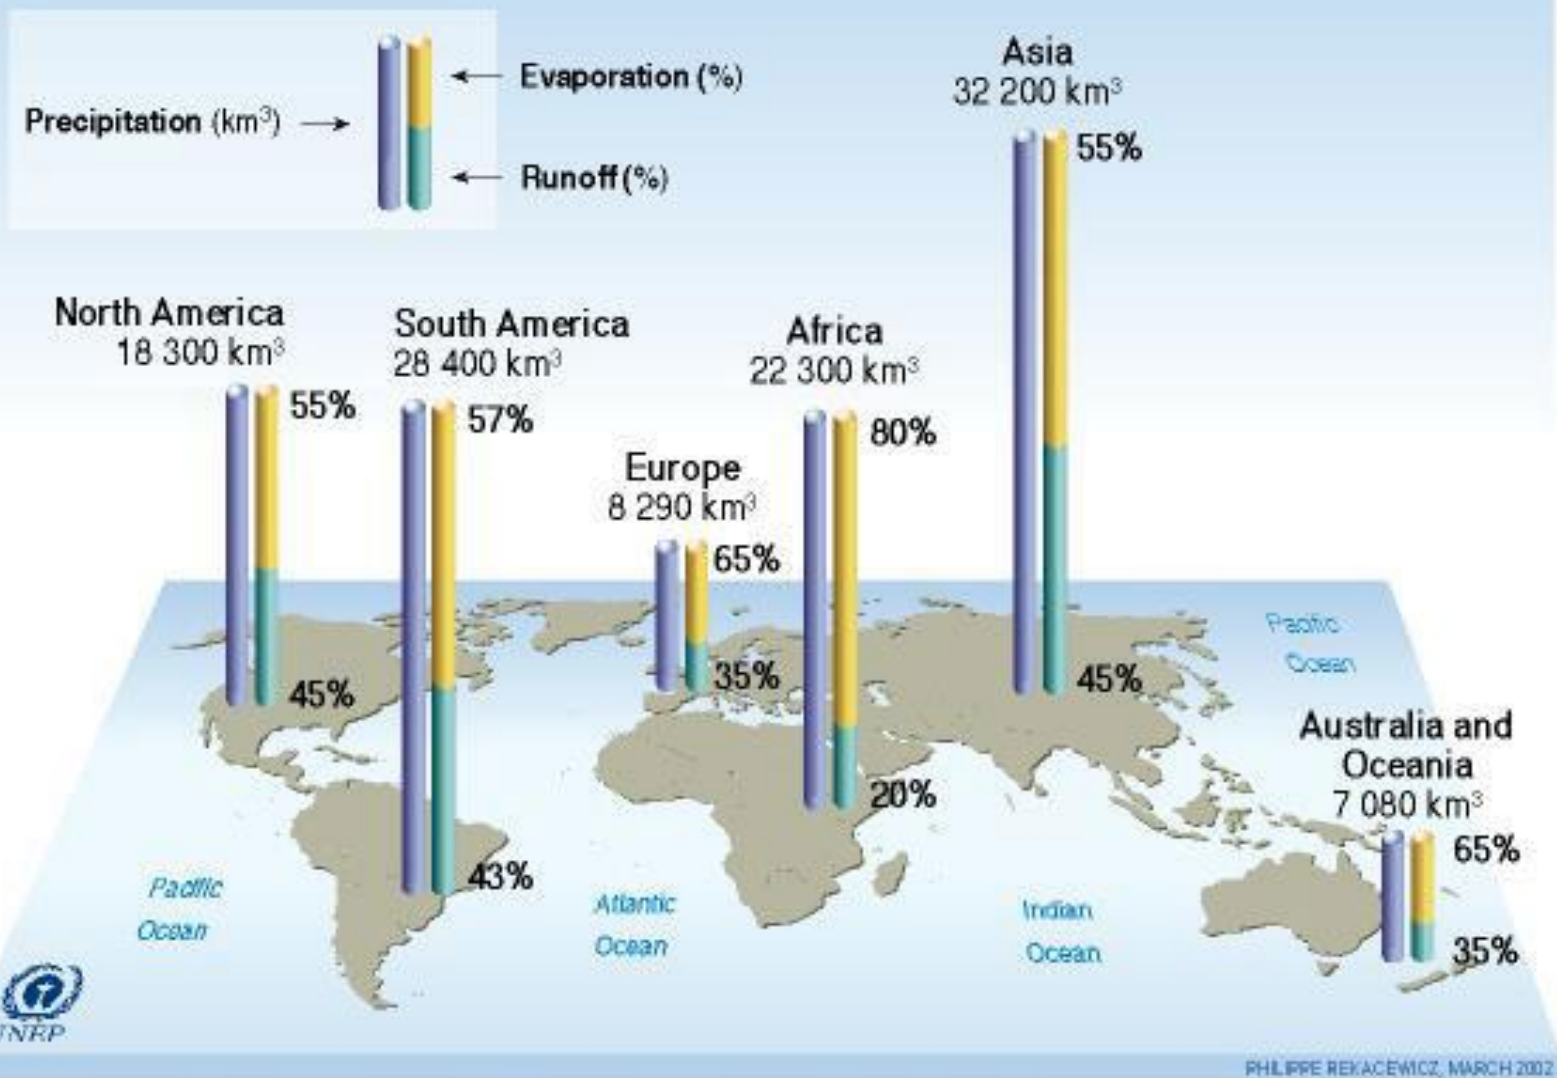 Precipitation (km³)
Evaporation (%)
Runoff (%)
Asia
32 200 km³
55%
45%
North America
18 300 km³
55%
45%
South America
28 400 km³
57%
43%
Europe
8 290 km³
65%
35%
Africa
22 300 km³
80%
20%
Australia and
Oceania
7 080 km³
65%
35%
Pacific
Ocean
Pacific
Ocean
Atlantic
Ocean
Indian
Ocean
UNEP
PHILIPPE REKACEWICZ, MARCH 2002